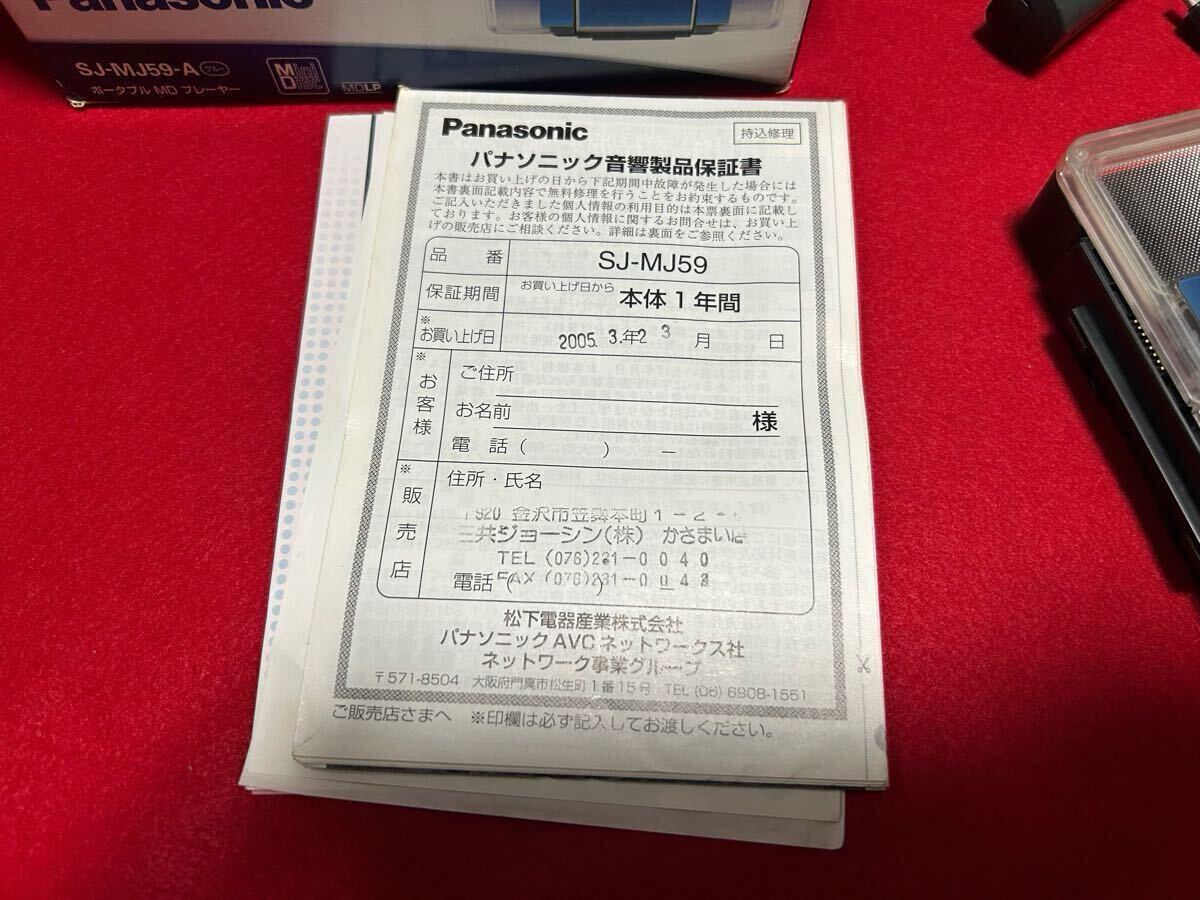 Panasonic
SJ-MJ59-A ブルー
ポータブル MD プレーヤー
Mini Disc
MDLP
Panasonic
持込修理
パナソニック音響製品保証書
本書はお買い上げの日から下記期間中故障が発生した場合には
本書裏面記載内容で無料修理を行うことをお約束するものです。
ご記入いただきました個人情報の利用目的は本票裏面に記載し
ております。お客様の個人情報に関するお問合せは、お買い上
げの販売店にご相談ください。詳細は裏面をご参照ください。
品番 SJ-MJ59
保証期間 お買い上げ日から 本体1年間
※お買い上げ日 2005. 3.年2 3 月 日
※お客様
ご住所
お名前 様
電話( ) ー
※販売店
住所・氏名
〒920 金沢市笠舞本町1-2-
三共ジョーシン(株) かさまい店
TEL (076)231-0040
電話( ) ー
FAX (076)231-0043
松下電器産業株式会社
パナソニックAVCネットワークス社
ネットワーク事業グループ
〒571-8504 大阪府門真市松生町1番15号 TEL (06) 6908-1551
ご販売店さまへ ※印欄は必ず記入してお渡しください。